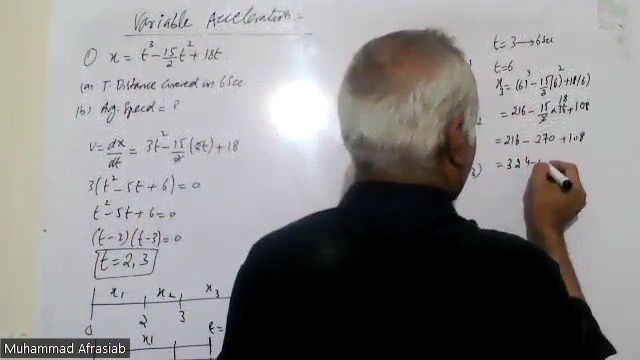 Variable Acceleration:-
① x = t³ - 15/2 t² + 18t
(a) T. Distance Covered in 6 Sec
(b) Avg. Speed = ?
v = dx/dt = 3t² - 15/2 (2t) + 18
3(t² - 5t + 6) = 0
t² - 5t + 6 = 0
(t-2)(t-3) = 0
t = 2, 3
x₁ x₂ x₃
0 2 3 t=
x₁
t = 3 → 6 sec
t = 6
x₃ = (6)³ - 15/2 (6)² + 18(6)
= 216 - 15/2 × 36 18 + 108
= 216 - 270 + 108
= 324 -
3)
Muhammad Afrasiab